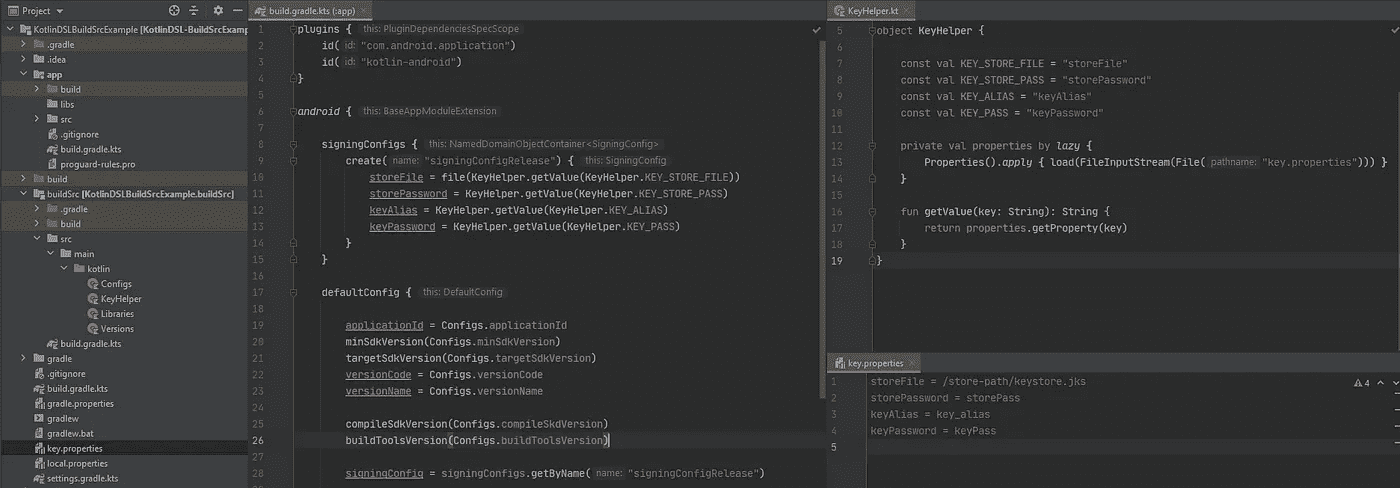 Project
KotlinDSLBuildSrcExample [KotlinDSL-BuildSrcExamp
.gradle
.idea
app
build
libs
src
.gitignore
build.gradle.kts
proguard-rules.pro
build
buildSrc [KotlinDSLBuildSrcExample.buildSrc]
.gradle
build
src
main
kotlin
Configs
KeyHelper
Libraries
Versions
build.gradle.kts
gradle
.gitignore
build.gradle.kts
gradle.properties
gradlew
gradlew.bat
key.properties
local.properties
settings.gradle.kts
build.gradle.kts (:app)
1 plugins { this: PluginDependenciesSpecScope
2 id( id: "com.android.application")
3 id( id: "kotlin-android")
4 }
5
6 android { this: BaseAppModuleExtension
7
8 signingConfigs { this: NamedDomainObjectContainer<SigningConfig>
9 create( name: "signingConfigRelease") { this: SigningConfig
10 storeFile = file(KeyHelper.getValue(KeyHelper.KEY_STORE_FILE))
11 storePassword = KeyHelper.getValue(KeyHelper.KEY_STORE_PASS)
12 keyAlias = KeyHelper.getValue(KeyHelper.KEY_ALIAS)
13 keyPassword = KeyHelper.getValue(KeyHelper.KEY_PASS)
14 }
15 }
16
17 defaultConfig { this: DefaultConfig
18
19 applicationId = Configs.applicationId
20 minSdkVersion(Configs.minSdkVersion)
21 targetSdkVersion(Configs.targetSdkVersion)
22 versionCode = Configs.versionCode
23 versionName = Configs.versionName
24
25 compileSdkVersion(Configs.compileSkdVersion)
26 buildToolsVersion(Configs.buildToolsVersion)
27
28 signingConfig = signingConfigs.getByName( name: "signingConfigRelease")
KeyHelper.kt
5 object KeyHelper {
6
7 const val KEY_STORE_FILE = "storeFile"
8 const val KEY_STORE_PASS = "storePassword"
9 const val KEY_ALIAS = "keyAlias"
10 const val KEY_PASS = "keyPassword"
11
12 private val properties by lazy {
13 Properties().apply { load(FileInputStream(File( pathname: "key.properties"))) }
14 }
15
16 fun getValue(key: String): String {
17 return properties.getProperty(key)
18 }
19 }
key.properties
1 storeFile = /store-path/keystore.jks
4
2 storePassword = storePass
3 keyAlias = key_alias
4 keyPassword = keyPass
5